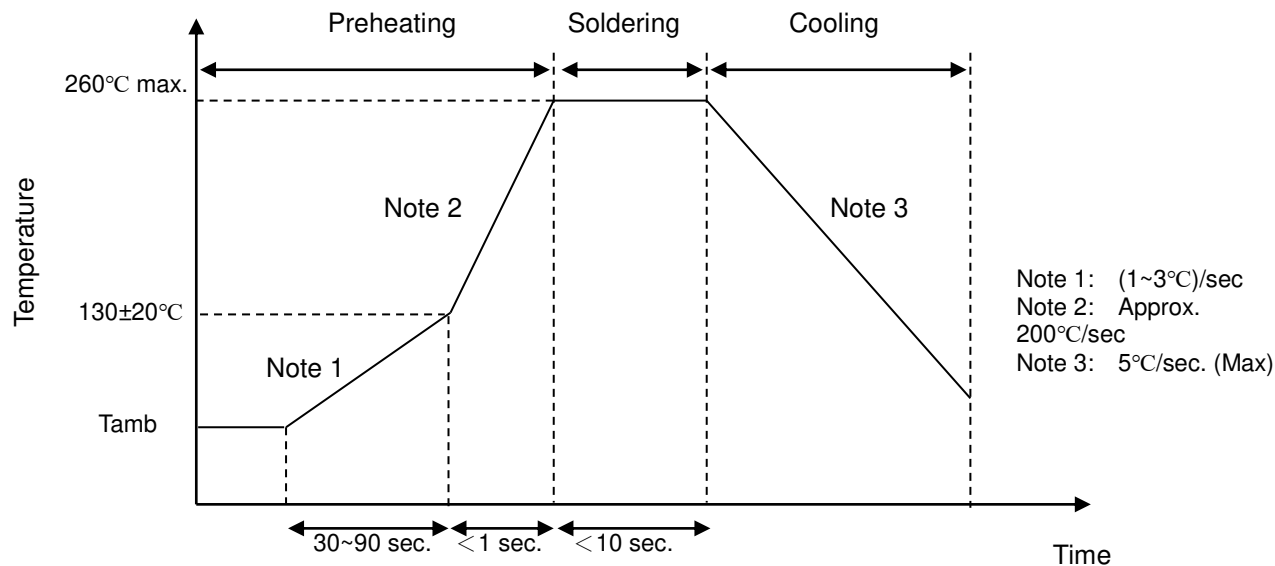 Preheating Soldering Cooling
260℃ max.
Temperature
Note 2
Note 3
130±20℃
Note 1: (1~3℃)/sec
Note 2: Approx.
200℃/sec
Note 3: 5℃/sec. (Max)
Note 1
Tamb
30~90 sec. <1 sec. <10 sec.
Time